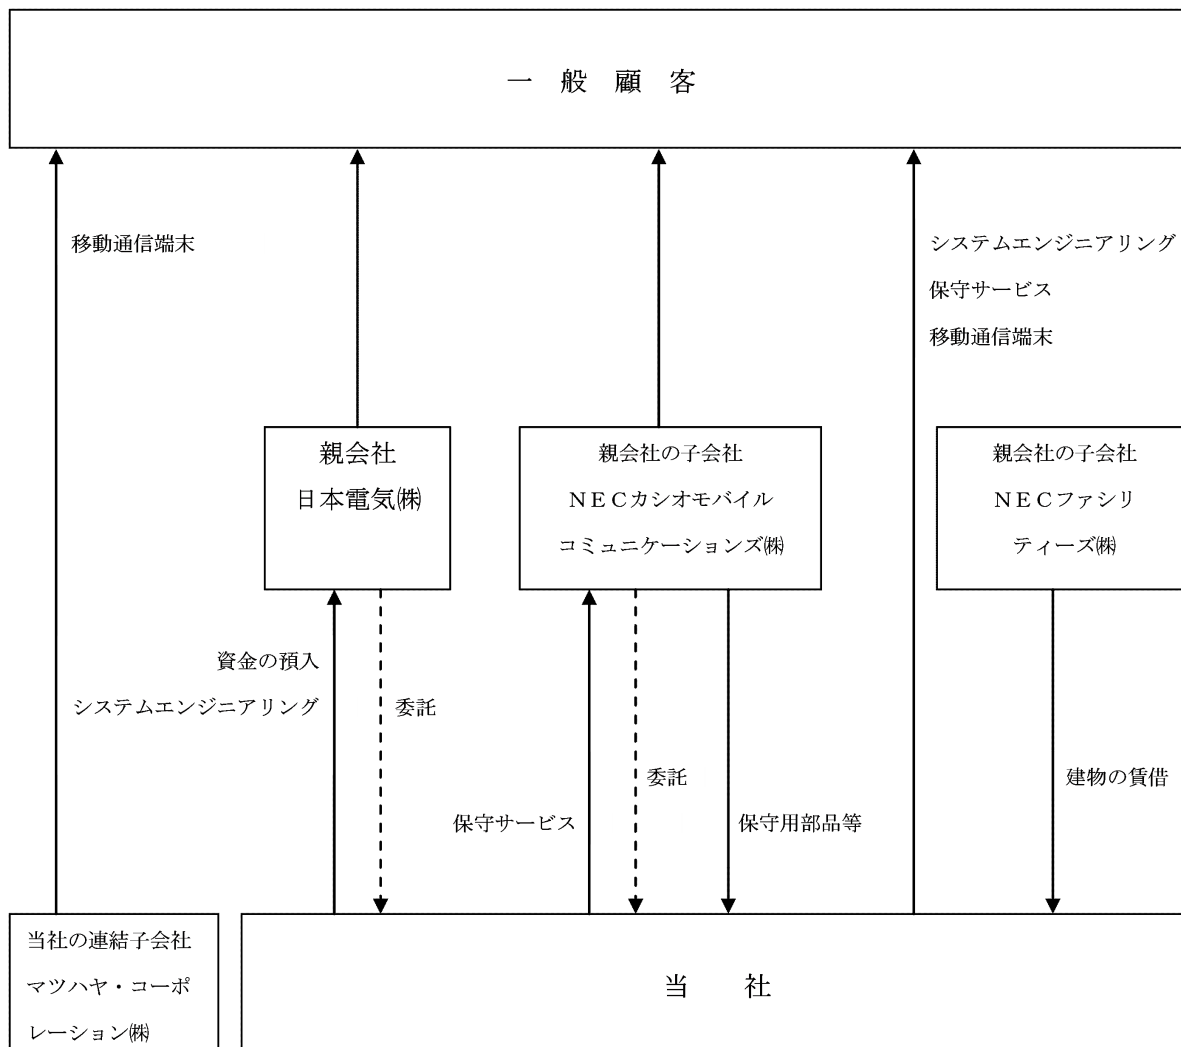 一般顧客
移動通信端末
システムエンジニアリング
保守サービス
移動通信端末
親会社
日本電気㈱
親会社の子会社
ＮＥＣカシオモバイル
コミュニケーションズ㈱
親会社の子会社
ＮＥＣファシリ
ティーズ㈱
資金の預入
システムエンジニアリング
委託
保守サービス
委託
保守用部品等
建物の賃借
当社の連結子会社
マツハヤ・コーポ
レーション㈱
当社